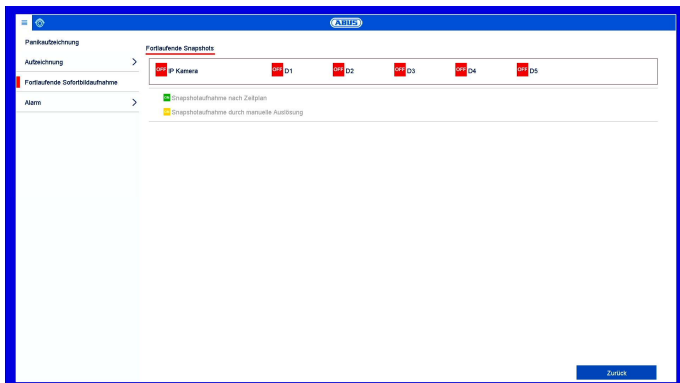 ABUS
Panikaufzeichnung
Fortlaufende Snapshots
Aufzeichnung >
OFF IP Kamera OFF D1 OFF D2 OFF D3 OFF D4 OFF D5
Fortlaufende Sofortbildaufnahme
ON Snapshotaufnahme nach Zeitplan
Alarm >
Snapshotaufnahme durch manuelle Auslösung
Zurück